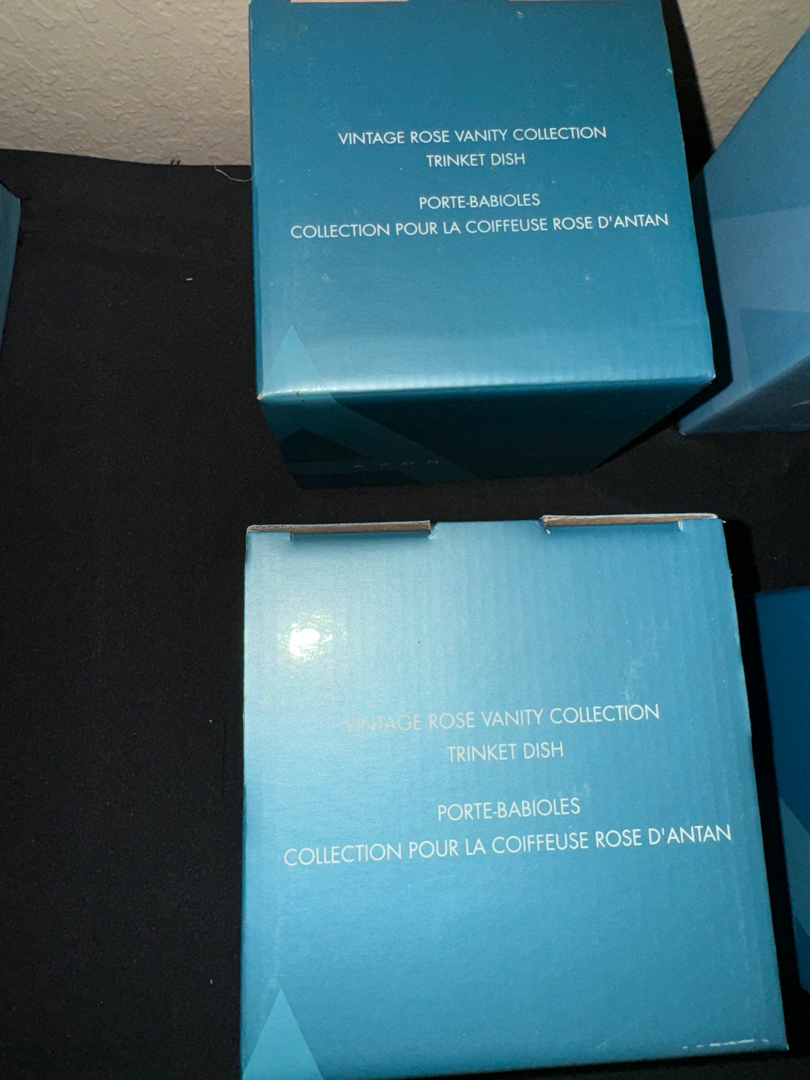 VINTAGE ROSE VANITY COLLECTION
TRINKET DISH
PORTE-BABIOLES
COLLECTION POUR LA COIFFEUSE ROSE D'ANTAN
AVON
VINTAGE ROSE VANITY COLLECTION
TRINKET DISH
PORTE-BABIOLES
COLLECTION POUR LA COIFFEUSE ROSE D'ANTAN